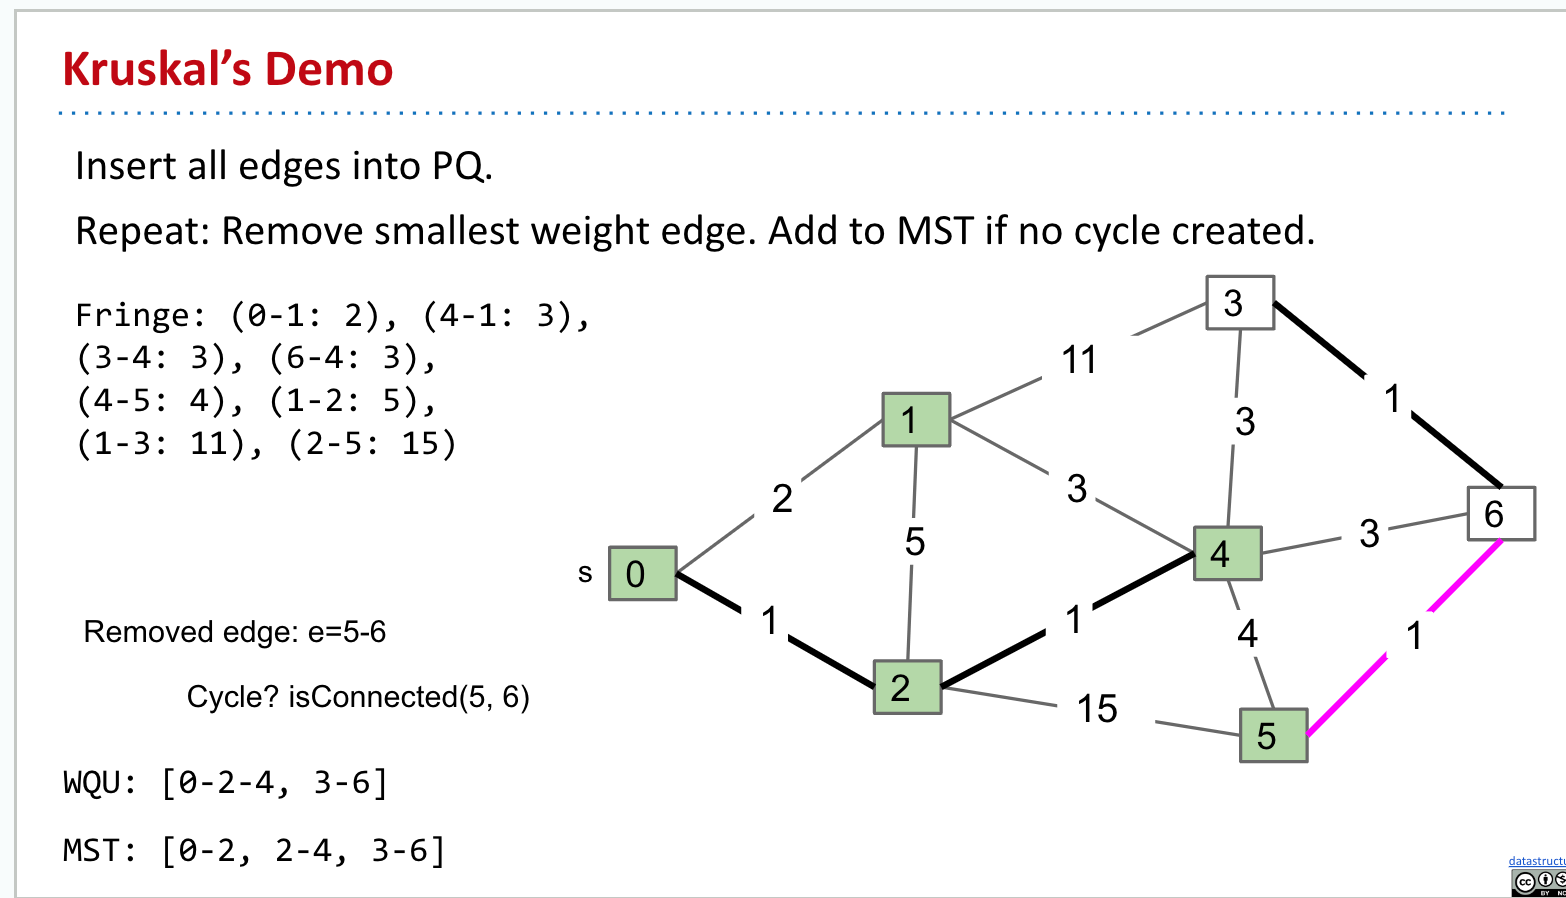 Kruskal’s Demo
Insert all edges into PQ.
Repeat: Remove smallest weight edge. Add to MST if no cycle created.
Fringe: (0-1: 2), (4-1: 3),
(3-4: 3), (6-4: 3),
(4-5: 4), (1-2: 5),
(1-3: 11), (2-5: 15)
3
11
1
1
3
2
3
6
5
3
4
s
0
1
1
4
1
2
15
5
Removed edge: e=5-6
Cycle? isConnected(5, 6)
WQU: [0-2-4, 3-6]
MST: [0-2, 2-4, 3-6]
cc
BY